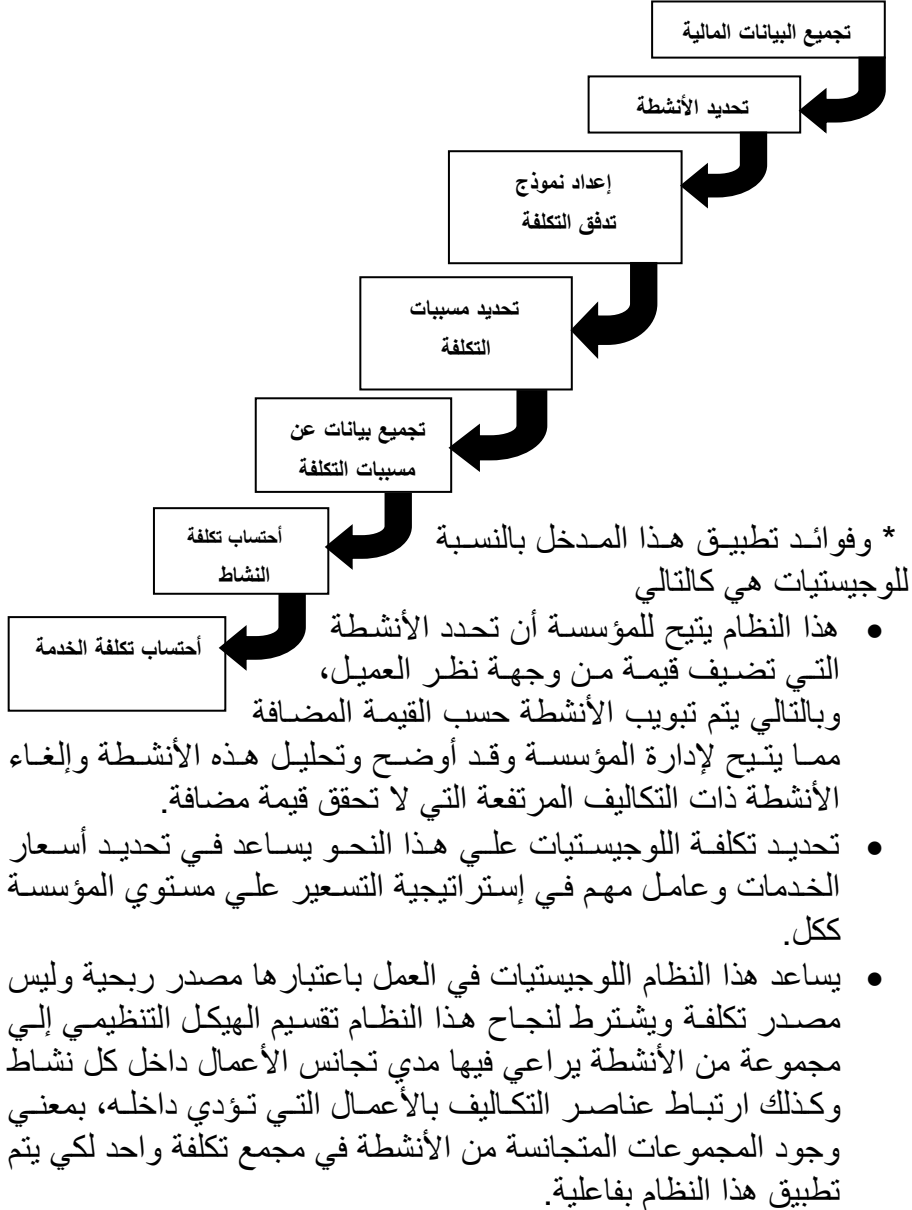 تجميع البيانات المالية
تحديد الأنشطة
إعداد نموذج
تدفق التكلفة
تحديد مسببات
التكلفة
تجميع بيانات عن
مسببات التكلفة
أحتساب تكلفة
النشاط
أحتساب تكلفة الخدمة
* وفوائد تطبيق هذا المدخل بالنسبة
للوجيستيات هي كالتالي
• هذا النظام يتيح للمؤسسة أن تحدد الأنشطة
التي تضيف قيمة من وجهة نظر العميل،
وبالتالي يتم تبويب الأنشطة حسب القيمة المضافة
مما يتيح لإدارة المؤسسة وقد أوضح وتحليل هذه الأنشطة وإلغاء
الأنشطة ذات التكاليف المرتفعة التي لا تحقق قيمة مضافة.
• تحديد تكلفة اللوجيستيات علي هذا النحو يساعد في تحديد أسعار
الخدمات وعامل مهم في إستراتيجية التسعير علي مستوي المؤسسة
ككل.
• يساعد هذا النظام اللوجيستيات في العمل باعتبارها مصدر ربحية وليس
مصدر تكلفة ويشترط لنجاح هذا النظام تقسيم الهيكل التنظيمي إلي
مجموعة من الأنشطة يراعي فيها مدي تجانس الأعمال داخل كل نشاط
وكذلك ارتباط عناصر التكاليف بالأعمال التي تؤدي داخله، بمعني
وجود المجموعات المتجانسة من الأنشطة في مجمع تكلفة واحد لكي يتم
تطبيق هذا النظام بفاعلية.